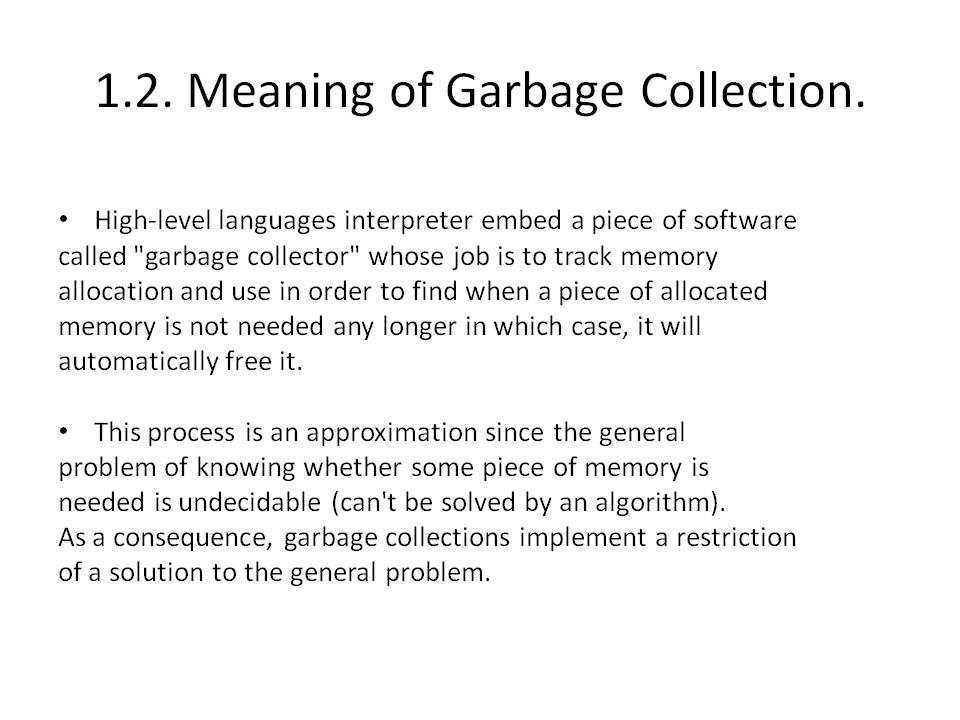 1.2. Meaning of Garbage Collection.
• High-level languages interpreter embed a piece of software
called "garbage collector" whose job is to track memory
allocation and use in order to find when a piece of allocated
memory is not needed any longer in which case, it will
automatically free it.
• This process is an approximation since the general
problem of knowing whether some piece of memory is
needed is undecidable (can't be solved by an algorithm).
As a consequence, garbage collections implement a restriction
of a solution to the general problem.